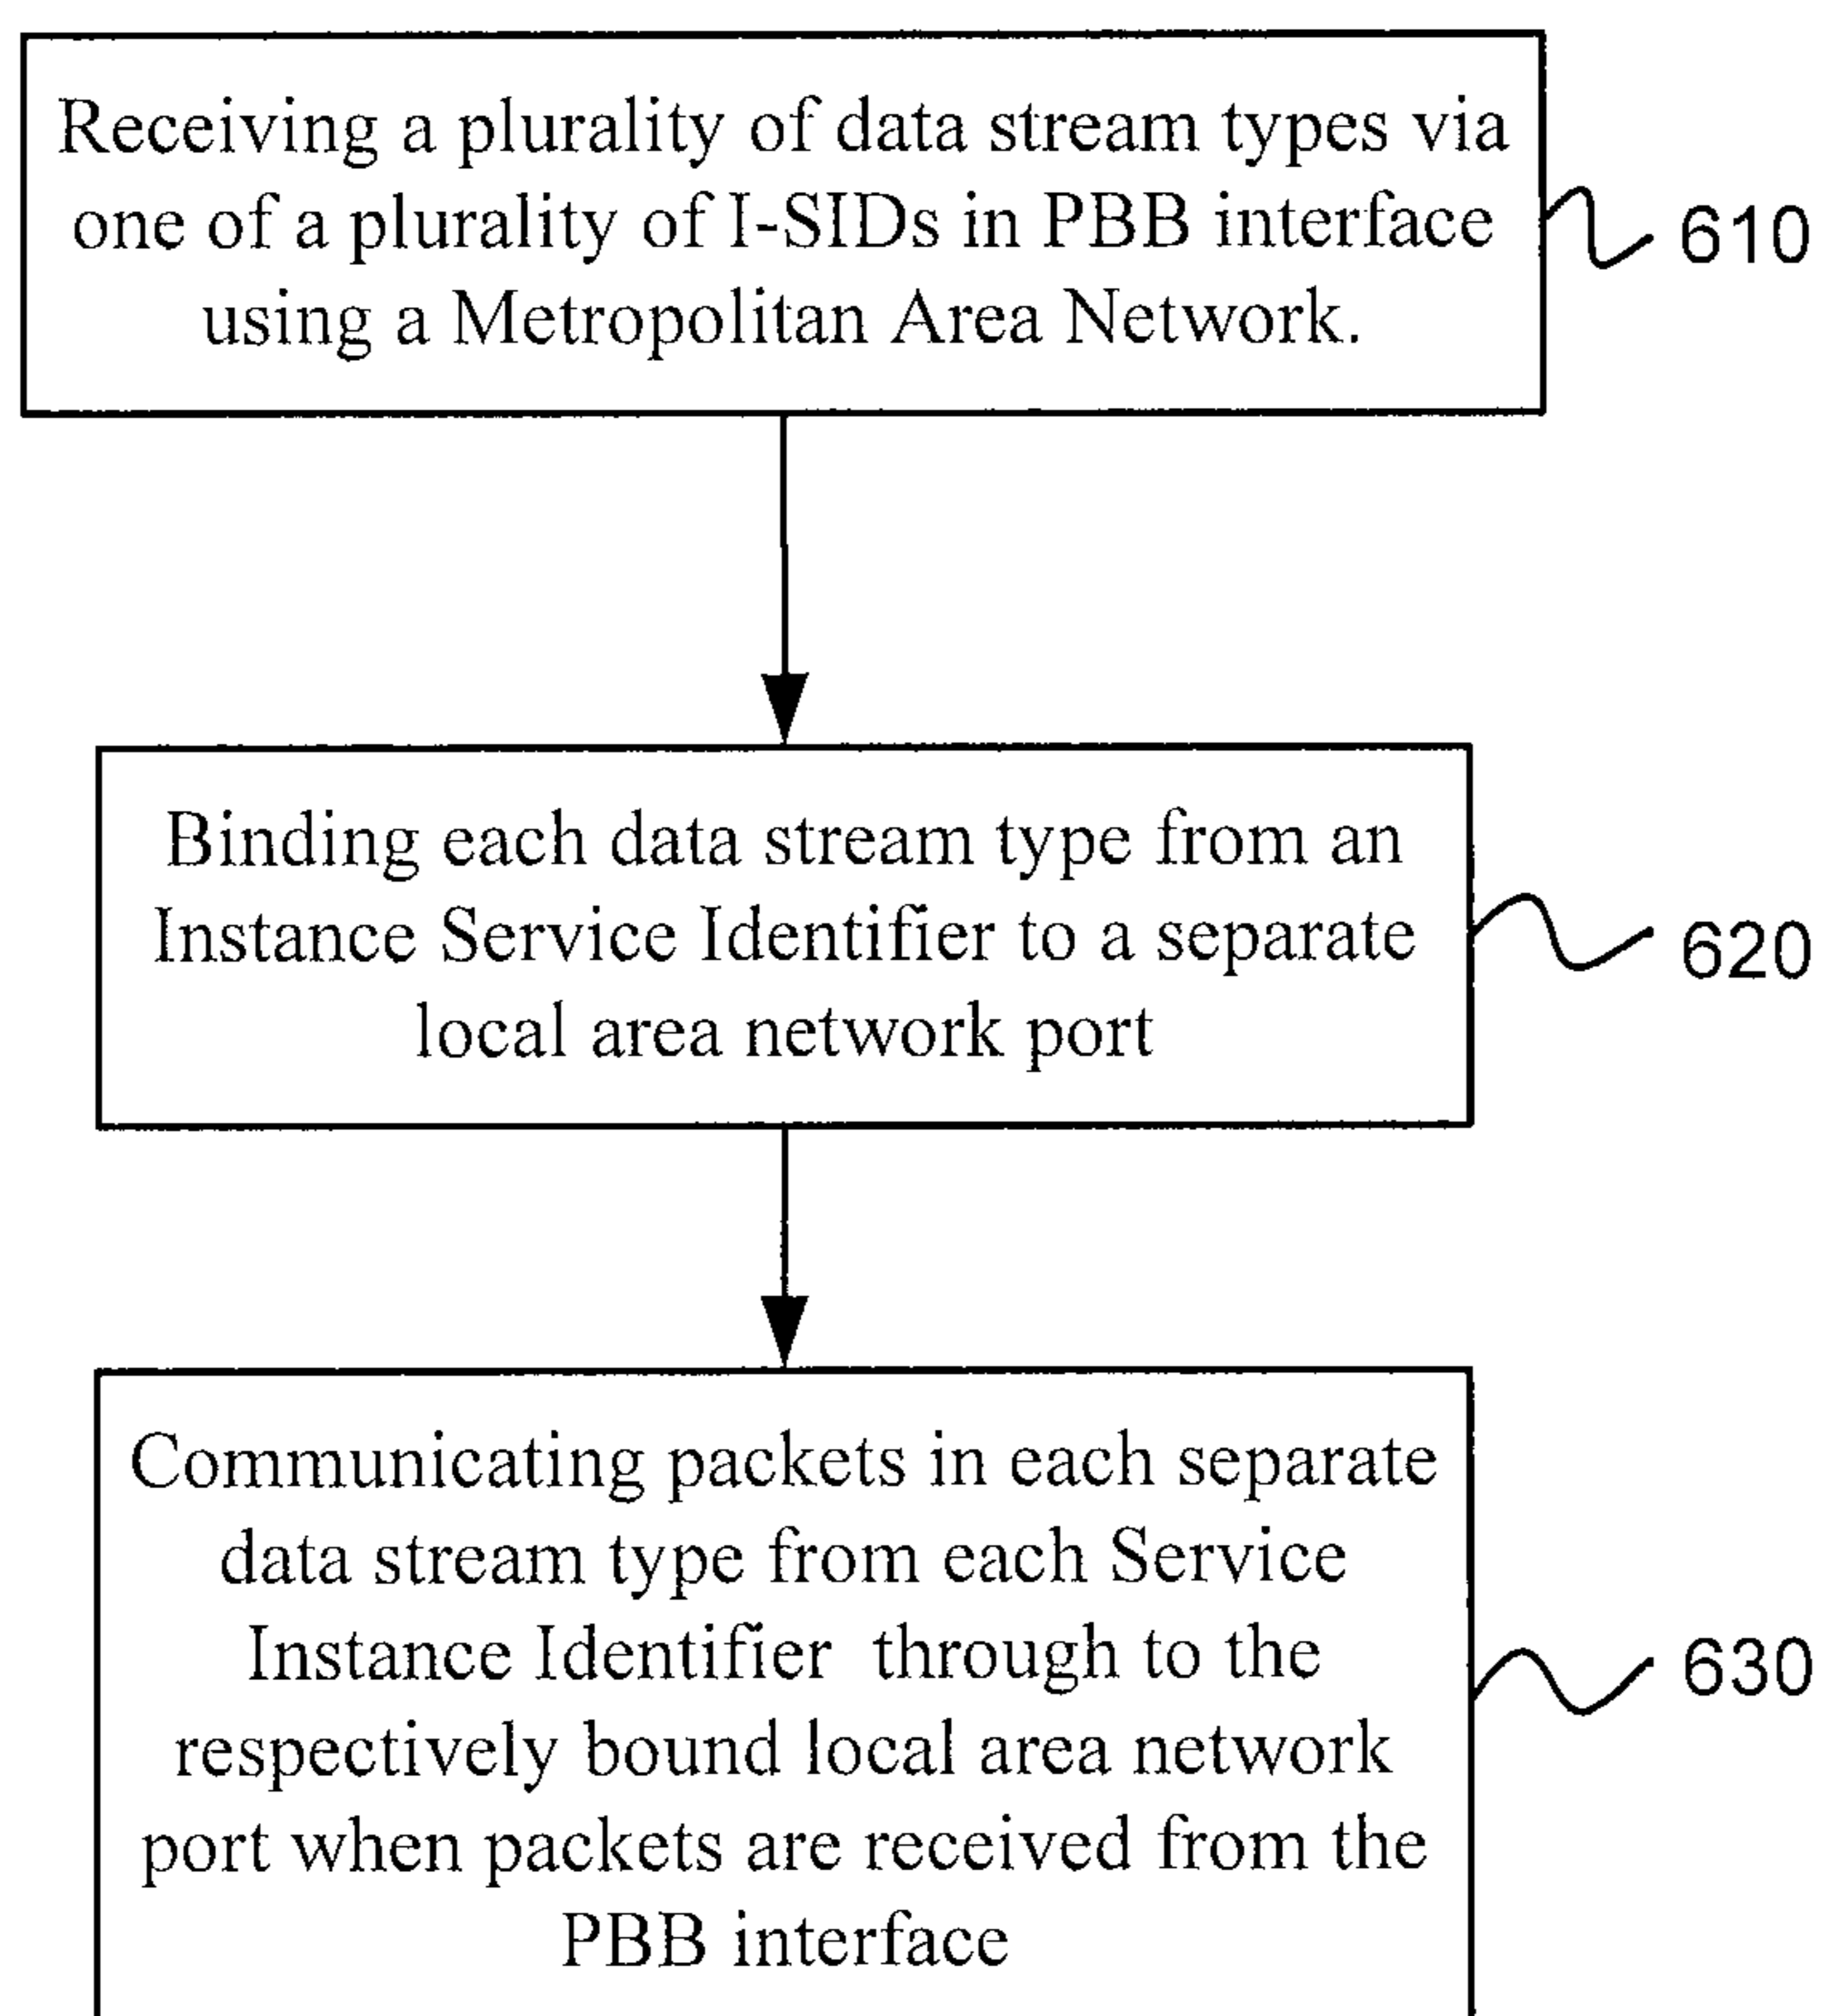 Receiving a plurality of data stream types via
one of a plurality of I-SIDs in PBB interface
using a Metropolitan Area Network.
610
Binding each data stream type from an
Instance Service Identifier to a separate
local area network port
620
Communicating packets in each separate
data stream type from each Service
Instance Identifier through to the
respectively bound local area network
port when packets are received from the
PBB interface
630